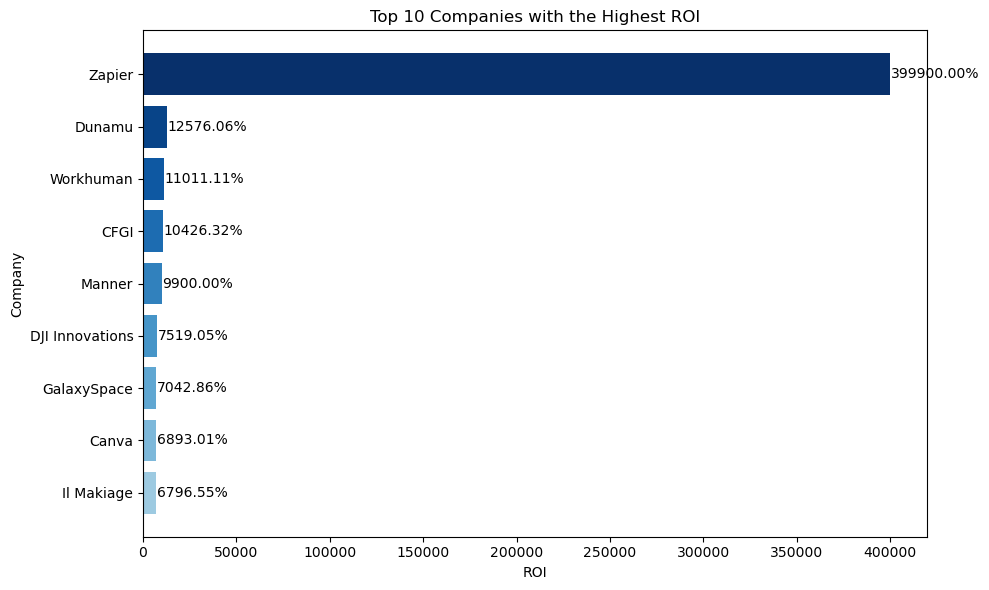 Top 10 Companies with the Highest ROI
Company
Zapier 399900.00%
Dunamu 12576.06%
Workhuman 11011.11%
CFGI 10426.32%
Manner 9900.00%
DJI Innovations 7519.05%
GalaxySpace 7042.86%
Canva 6893.01%
Il Makiage 6796.55%
0 50000 100000 150000 200000 250000 300000 350000 400000
ROI